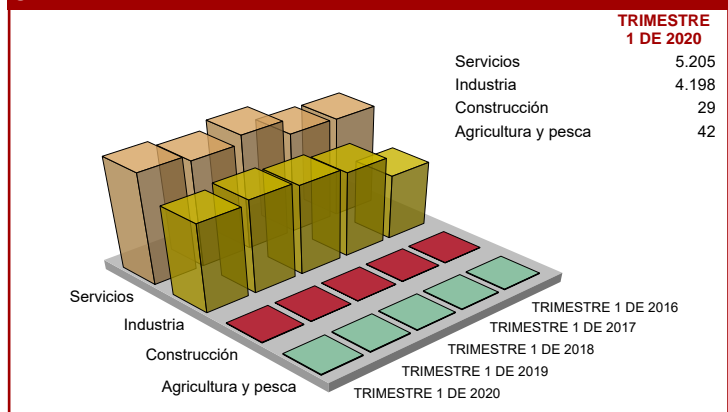 TRIMESTRE
1 DE 2020
Servicios 5.205
Industria 4.198
Construcción 29
Agricultura y pesca 42
Servicios
Industria
Construcción
Agricultura y pesca
TRIMESTRE 1 DE 2016
TRIMESTRE 1 DE 2017
TRIMESTRE 1 DE 2018
TRIMESTRE 1 DE 2019
TRIMESTRE 1 DE 2020